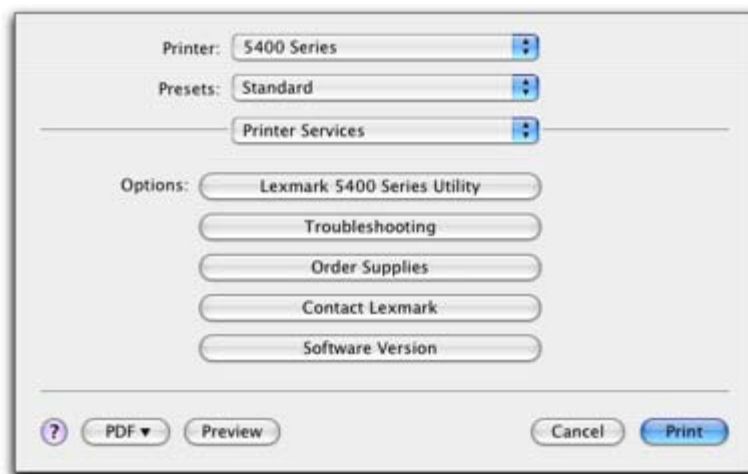 Printer: 5400 Series
Presets: Standard
Printer Services
Options: Lexmark 5400 Series Utility
Troubleshooting
Order Supplies
Contact Lexmark
Software Version
? PDF ▼ Preview Cancel Print